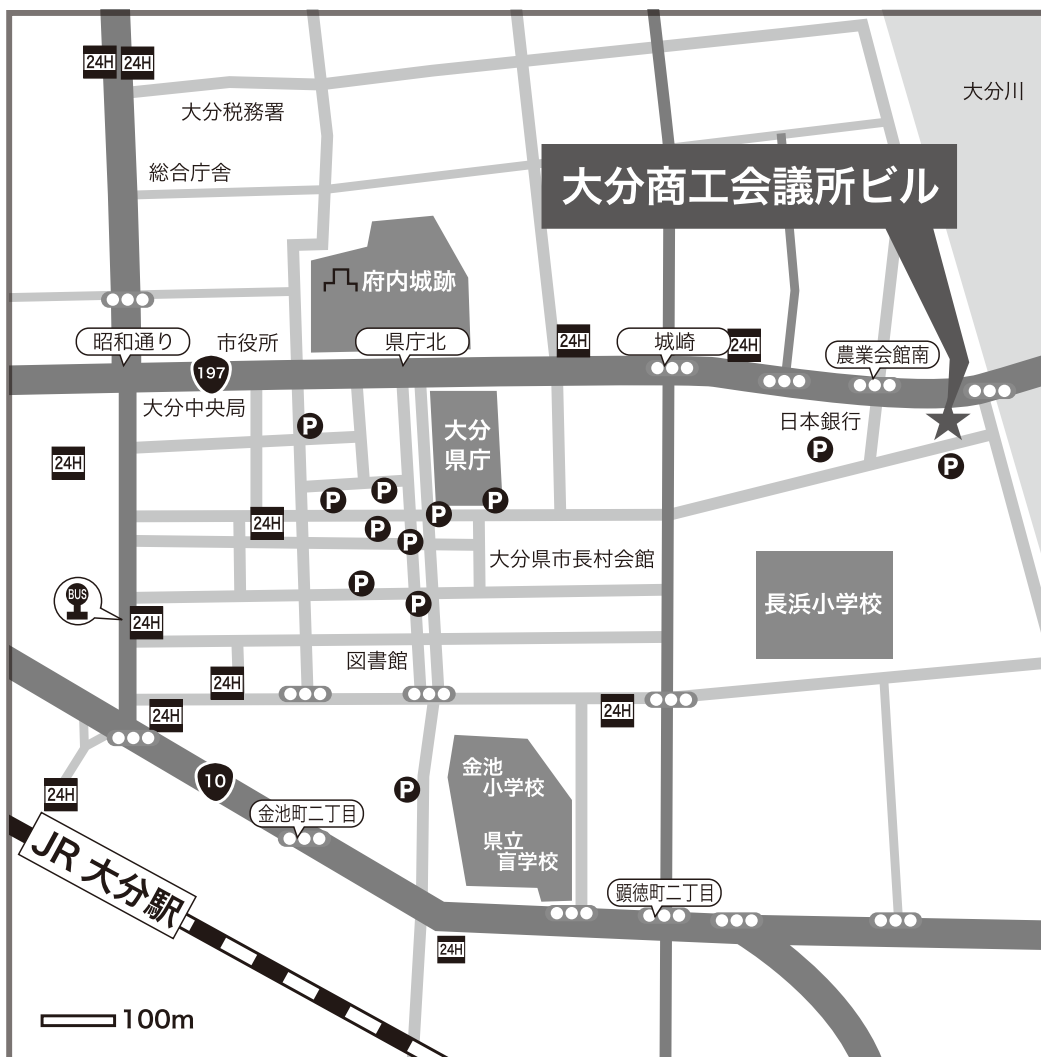 24H
24H
大分川
大分税務署
総合庁舎
大分商工会議所ビル
府内城跡
昭和通り
市役所
県庁北
24H
城崎
24H
農業会館南
197
大分中央局
P
大分
県庁
日本銀行
P
24H
P
P
P
P
P
24H
P
P
大分県市長村会館
P
P
BUS
24H
長浜小学校
図書館
24H
24H
24H
金池
小学校
10
24H
P
金池町二丁目
県立
盲学校
JR 大分駅
顕徳町二丁目
24H
100m